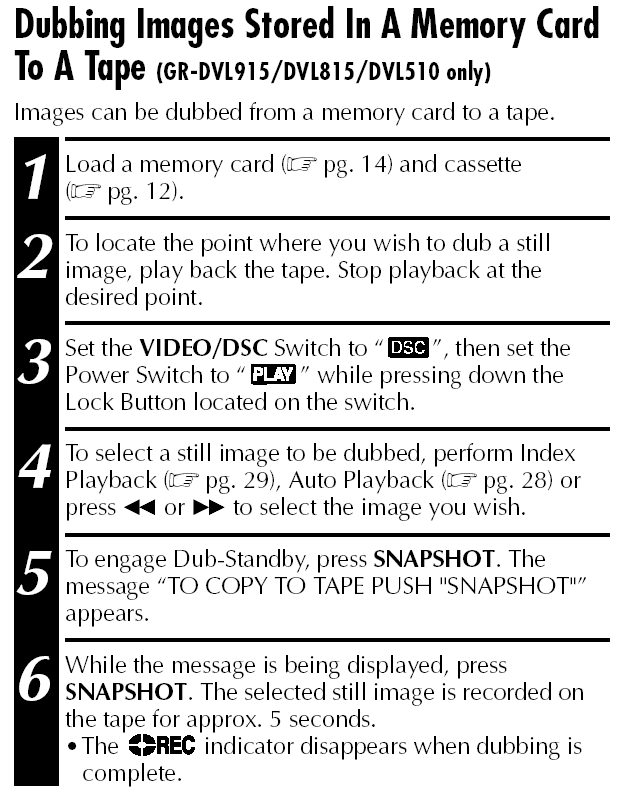 Dubbing Images Stored In A Memory Card
To A Tape (GR-DVL915/DVL815/DVL510 only)
Images can be dubbed from a memory card to a tape.
1 Load a memory card (☞ pg. 14) and cassette
(☞ pg. 12).
2 To locate the point where you wish to dub a still
image, play back the tape. Stop playback at the
desired point.
3 Set the VIDEO/DSC Switch to “ DSC ”, then set the
Power Switch to “ PLAY ” while pressing down the
Lock Button located on the switch.
4 To select a still image to be dubbed, perform Index
Playback (☞ pg. 29), Auto Playback (☞ pg. 28) or
press ◀◀ or ▶▶ to select the image you wish.
5 To engage Dub-Standby, press SNAPSHOT. The
message “TO COPY TO TAPE PUSH "SNAPSHOT"”
appears.
6 While the message is being displayed, press
SNAPSHOT. The selected still image is recorded on
the tape for approx. 5 seconds.
• The REC indicator disappears when dubbing is
complete.